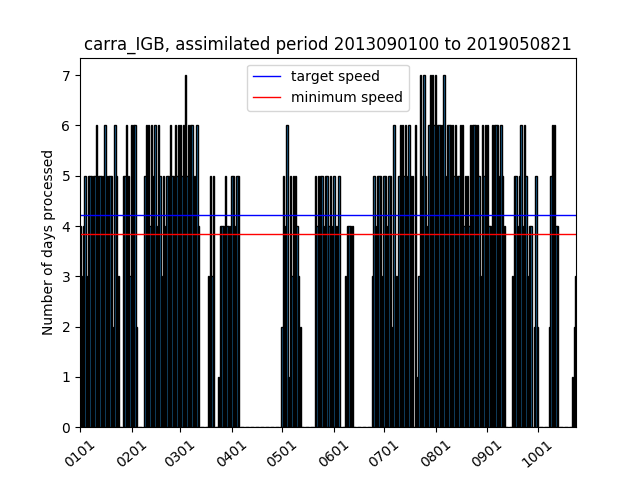 carra_IGB, assimilated period 2013090100 to 2019050821
target speed
minimum speed
Number of days processed
7
6
5
4
3
2
1
0
0101 0201 0301 0401 0501 0601 0701 0801 0901 1001